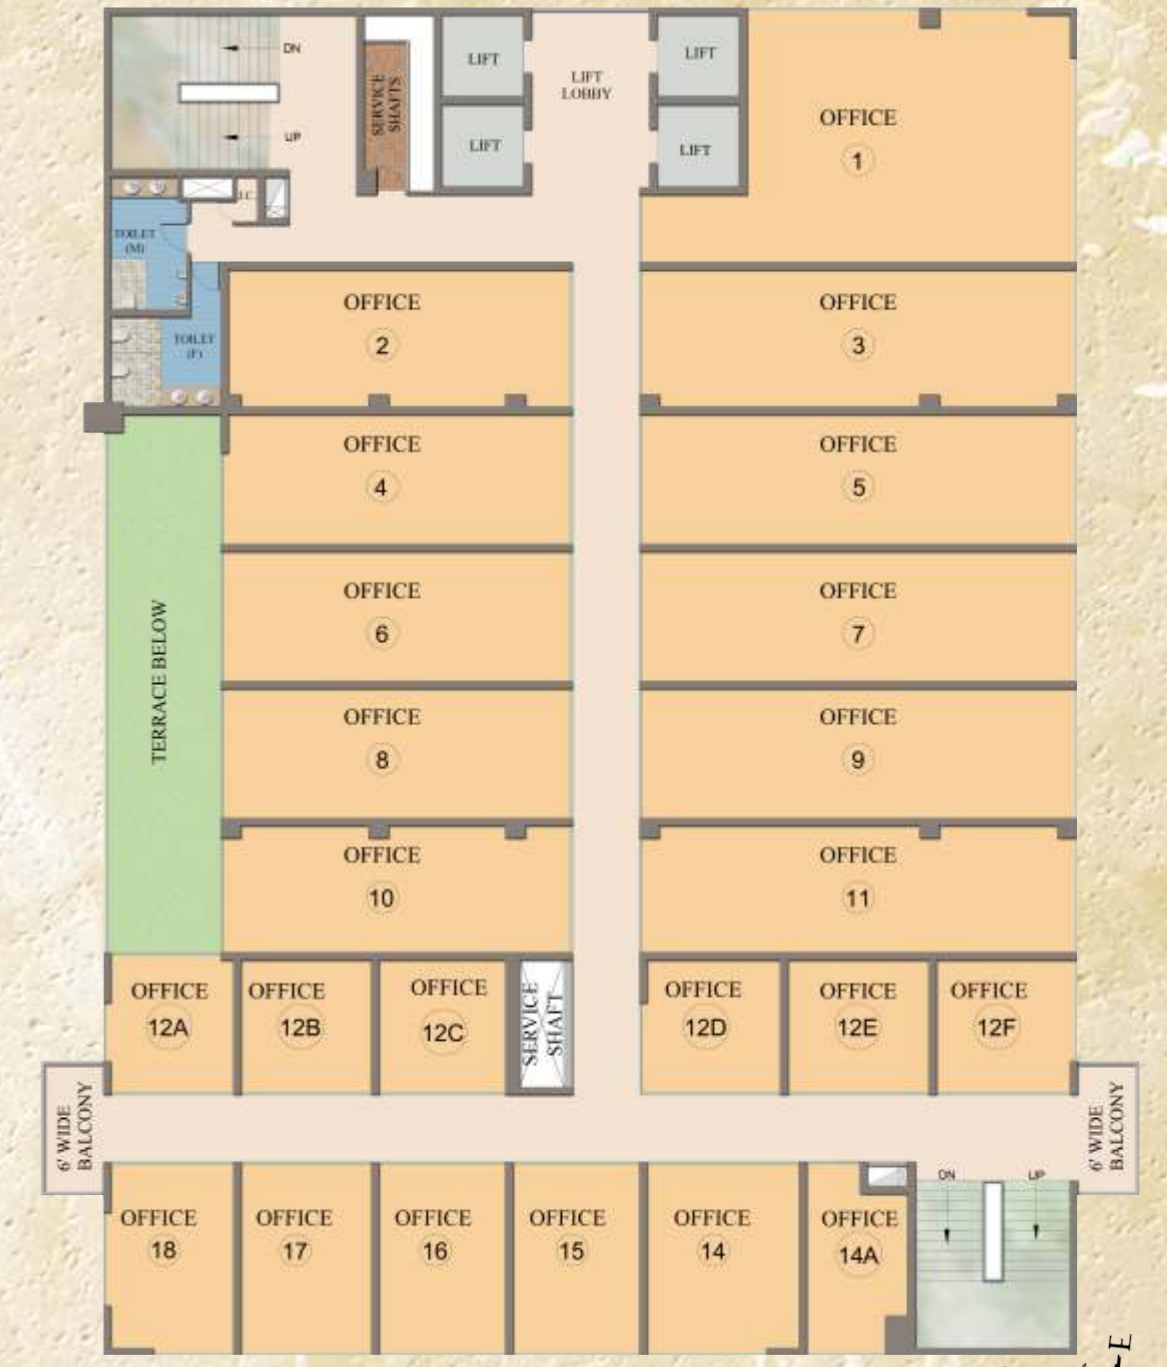 DN
UP
SERVICE
SHAFTS
LIFT
LIFT
LIFT
LOBBY
LIFT
LIFT
OFFICE
1
TOILET
(M)
TOILET
(F)
OFFICE
2
OFFICE
3
OFFICE
4
OFFICE
5
TERRACE BELOW
OFFICE
6
OFFICE
7
OFFICE
8
OFFICE
9
OFFICE
10
OFFICE
11
OFFICE
12A
OFFICE
12B
OFFICE
12C
SERVICE
SHAFT
OFFICE
12D
OFFICE
12E
OFFICE
12F
6' WIDE
BALCONY
6' WIDE
BALCONY
OFFICE
18
OFFICE
17
OFFICE
16
OFFICE
15
OFFICE
14
OFFICE
14A
DN
UP
E